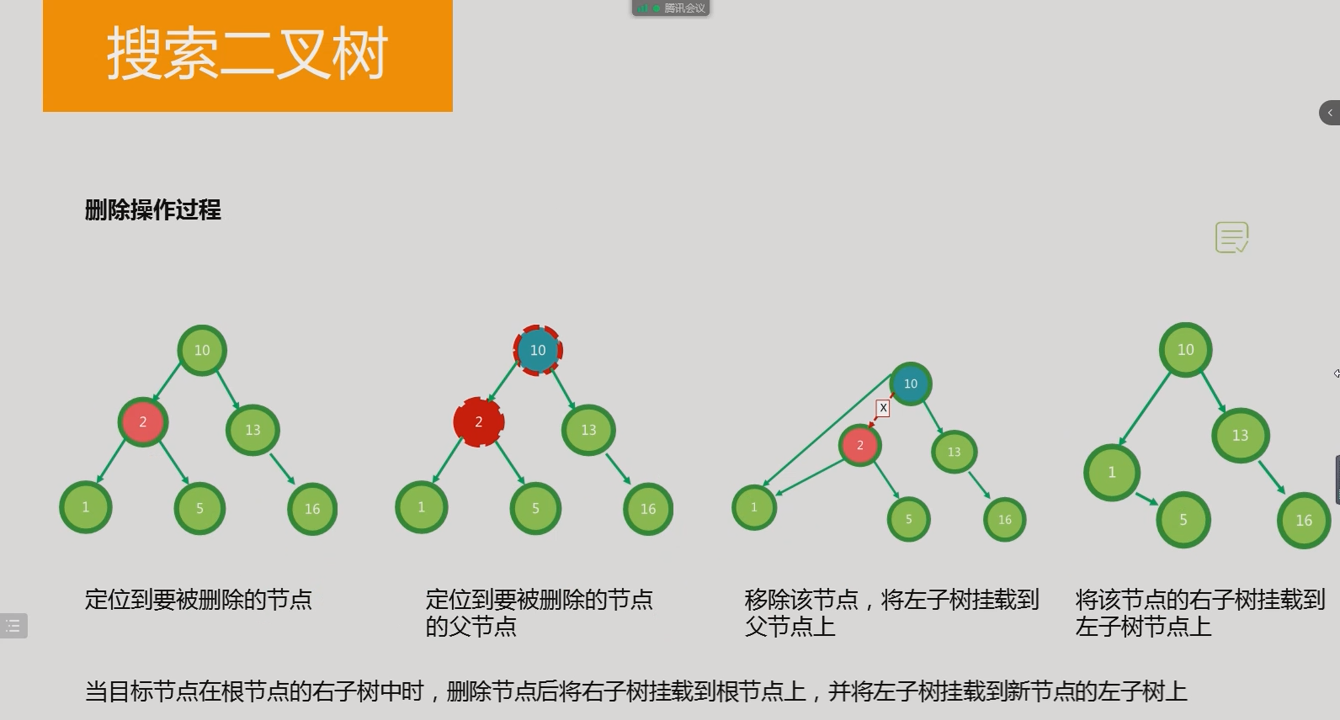 腾讯会议
搜索二叉树
删除操作过程
10
2
13
1
5
16
10
2
13
1
5
16
10
X
2
13
1
5
16
10
13
1
5
16
定位到要被删除的节点
定位到要被删除的节点
的父节点
移除该节点，将左子树挂载到
父节点上
将该节点的右子树挂载到
左子树节点上
当目标节点在根节点的右子树中时，删除节点后将右子树挂载到根节点上，并将左子树挂载到新节点的左子树上